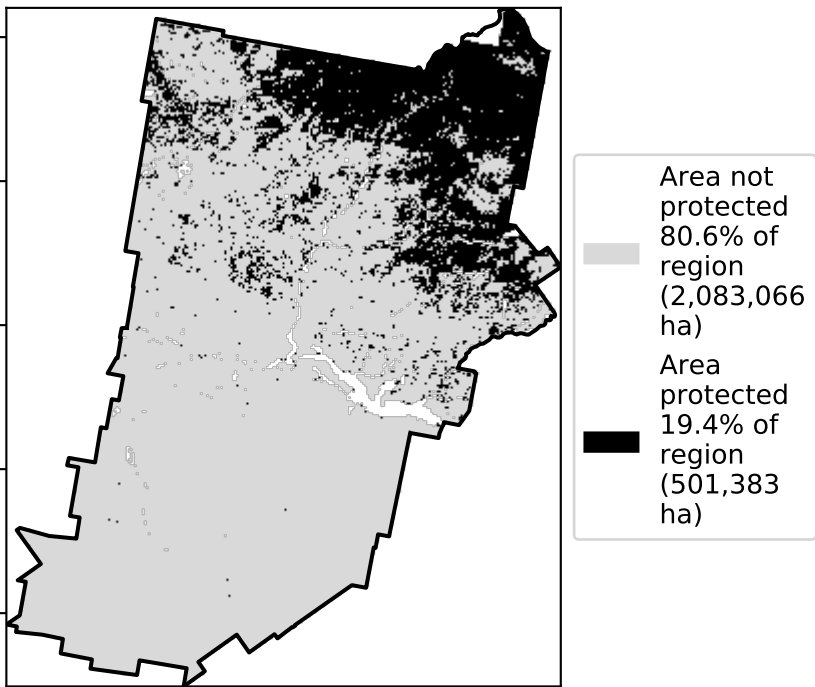 Area not
protected
80.6% of
region
(2,083,066
ha)
Area
protected
19.4% of
region
(501,383
ha)